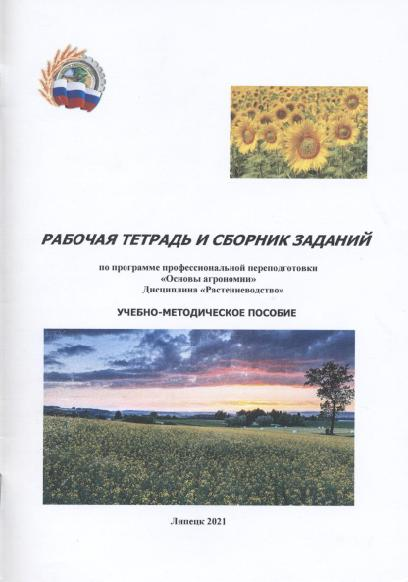 РАБОЧАЯ ТЕТРАДЬ И СБОРНИК ЗАДАНИЙ
по программе профессиональной переподготовки
«Основы агрономии»
Дисциплина «Растениеводство»
УЧЕБНО-МЕТОДИЧЕСКОЕ ПОСОБИЕ
Липецк 2021